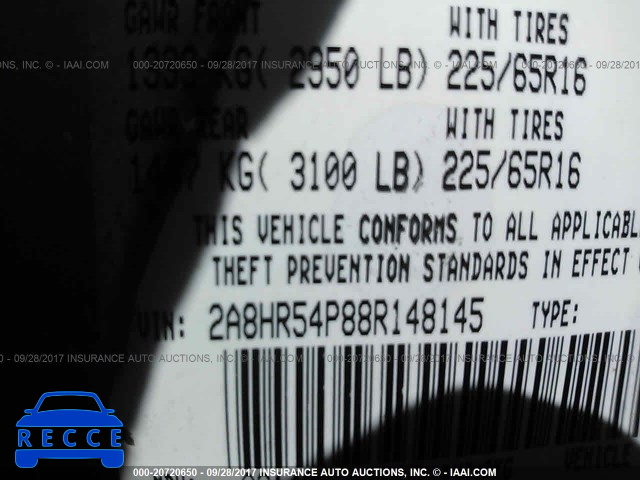 GAWR FRONT WITH TIRES
KG( 2950 LB) 225/65R16
GAWR REAR WITH TIRES
KG( 3100 LB) 225/65R16
THIS VEHICLE CONFORMS TO ALL APPLICABL
THEFT PREVENTION STANDARDS IN EFFECT
VIN: 2A8HR54P88R148145 TYPE:
VEHICLE
RECCE
000-20720650 - 09/28/2017 INSURANCE AUTO AUCTIONS, INC. - © IAAI.COM